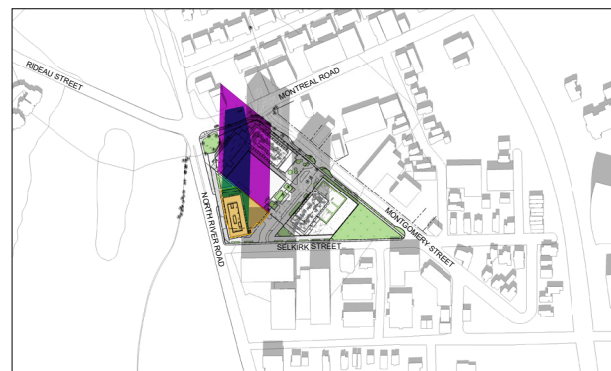 RIDEAU STREET
MONTREAL ROAD
NORTH RIVER ROAD
MONTGOMERY STREET
SELKIRK STREET